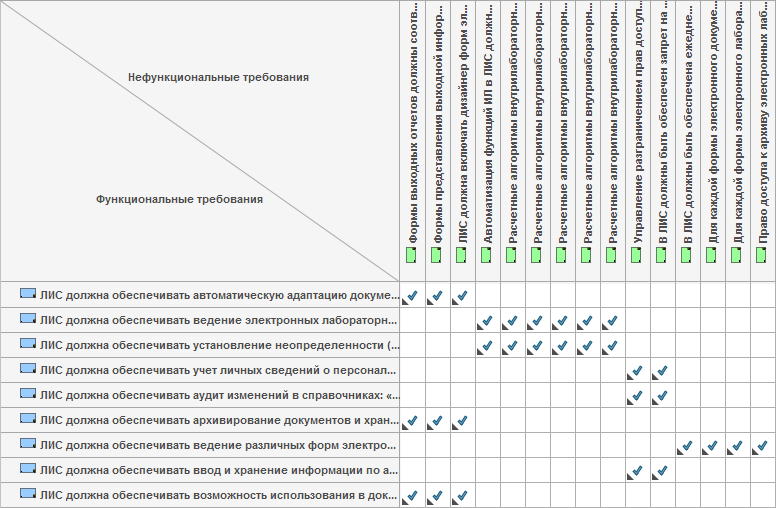 Нефункциональные требования
Функциональные требования
Формы выходных отчетов должны соотв...
Формы представления выходной инфор...
ЛИС должна включать дизайнер форм эл...
Автоматизация функций ИЛ в ЛИС должн...
Расчетные алгоритмы внутрилабораторн...
Расчетные алгоритмы внутрилабораторн...
Расчетные алгоритмы внутрилабораторн...
Расчетные алгоритмы внутрилабораторн...
Расчетные алгоритмы внутрилабораторн...
Управление разграничением прав доступ...
В ЛИС должны быть обеспечен запрет на ...
В ЛИС должны быть обеспечена ежедне...
Для каждой формы электронного докуме...
Для каждой формы электронного лабора...
Право доступа к архиву электронных лаб...
ЛИС должна обеспечивать автоматическую адаптацию докуме...
ЛИС должна обеспечивать ведение электронных лабораторн...
ЛИС должна обеспечивать установление неопределенности (...
ЛИС должна обеспечивать учет личных сведений о персонал...
ЛИС должна обеспечивать аудит изменений в справочниках: «...
ЛИС должна обеспечивать архивирование документов и хран...
ЛИС должна обеспечивать ведение различных форм электро...
ЛИС должна обеспечивать ввод и хранение информации по а...
ЛИС должна обеспечивать возможность использования в док...